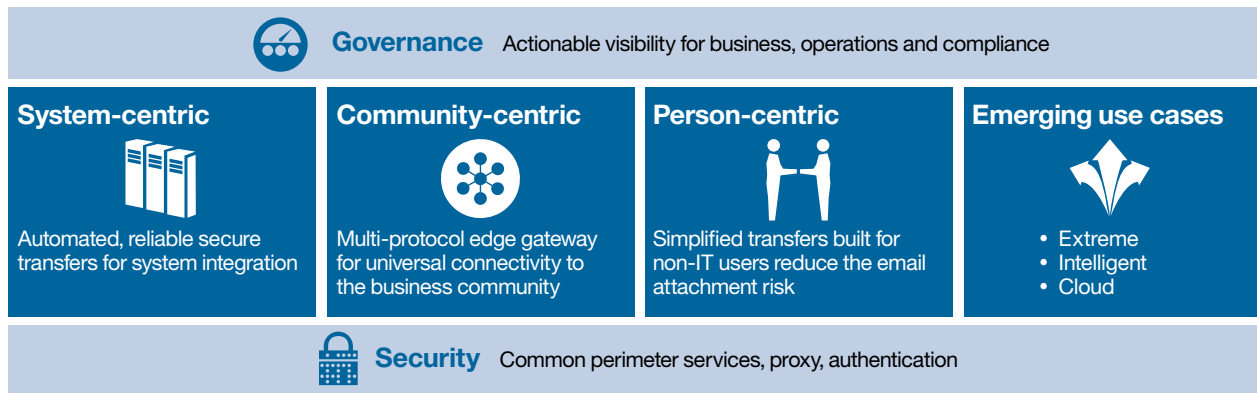 Governance Actionable visibility for business, operations and compliance
System-centric
Automated, reliable secure
transfers for system integration
Community-centric
Multi-protocol edge gateway
for universal connectivity to
the business community
Person-centric
Simplified transfers built for
non-IT users reduce the email
attachment risk
Emerging use cases
• Extreme
• Intelligent
• Cloud
Security Common perimeter services, proxy, authentication